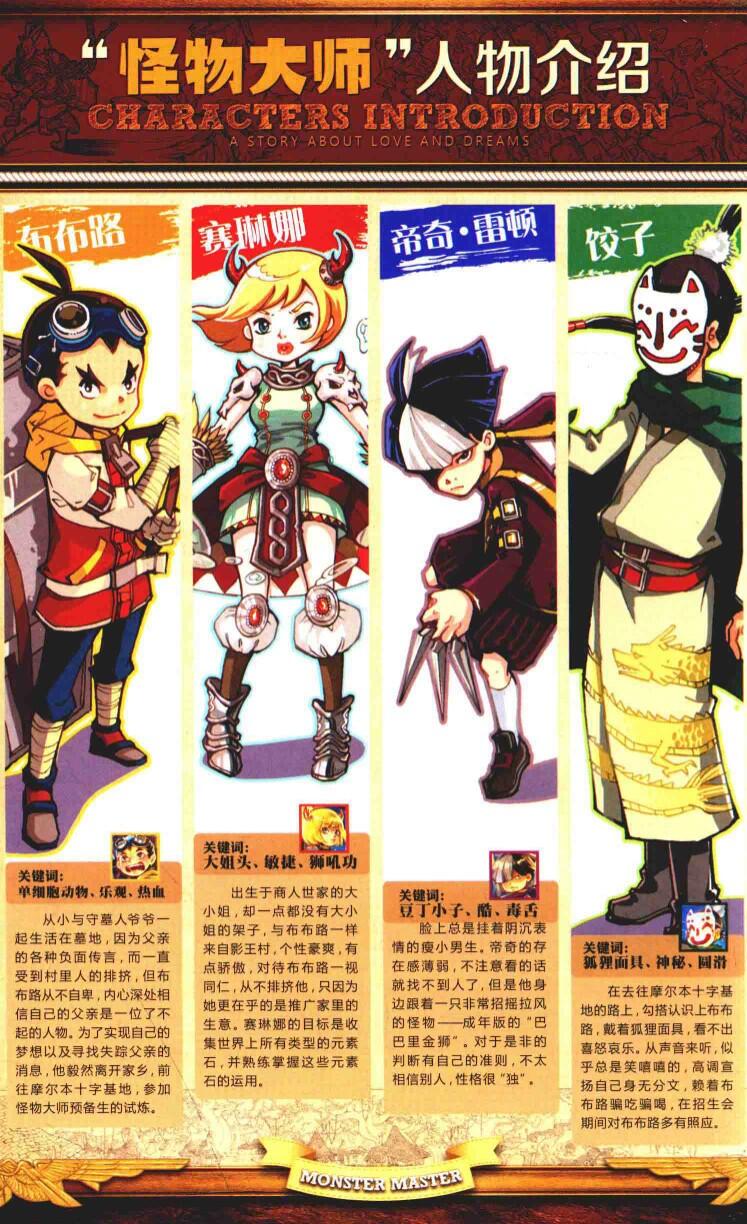 “怪物大师”人物介绍
CHARACTERS INTRODUCTION
A STORY ABOUT LOVE AND DREAMS
布布路
关键词：
单细胞动物、乐观、热血
从小与守墓人爷爷一
起生活在墓地，因为父亲
的各种负面传言，而一直
受到村里人的排挤，但布
布路从不自卑，内心深处相
信自己的父亲是一位了不
起的人物。为了实现自己的
梦想以及寻找失踪父亲的
消息，他毅然离开家乡，前
往摩尔本十字基地，参加
怪物大师预备生的试炼。
赛琳娜
关键词：
大姐头、敏捷、狮吼功
出生于商人世家的大
小姐，却一点都没有大小
姐的架子，与布布路一样
来自影王村，个性豪爽，有
点骄傲，对待布布路一视
同仁，从不排挤他，只因为
她更在乎的是推广家里的
生意。赛琳娜的目标是收
集世界上所有类型的元素
石，并熟练掌握这些元素
石的运用。
帝奇·雷顿
关键词：
豆丁小子、酷、毒舌
脸上总是挂着阴沉表
情的瘦小男生。帝奇的存
在感薄弱，不注意看的话
就找不到人了，但是他身
边跟着一只非常招摇拉风
的怪物——成年版的“巴
巴里金狮”。对于是非的
判断有自己的准则，不太
相信别人，性格很“独”。
饺子
关键词：
狐狸面具、神秘、圆滑
在去往摩尔本十字基
地的路上，勾搭认识上布布
路，戴着狐狸面具，看不出
喜怒哀乐。从声音来听，似
乎总是笑嘻嘻的，高调宣
扬自己身无分文，赖着布
布路骗吃骗喝，在招生会
期间对布布路多有照应。
MONSTER MASTER